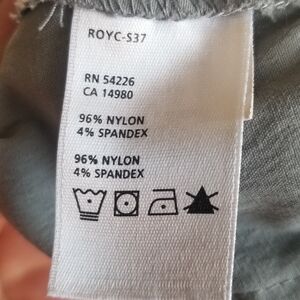 ROYC-S37
RN 54226
CA 14980
96% NYLON
4% SPANDEX
96% NYLON
4% SPANDEX